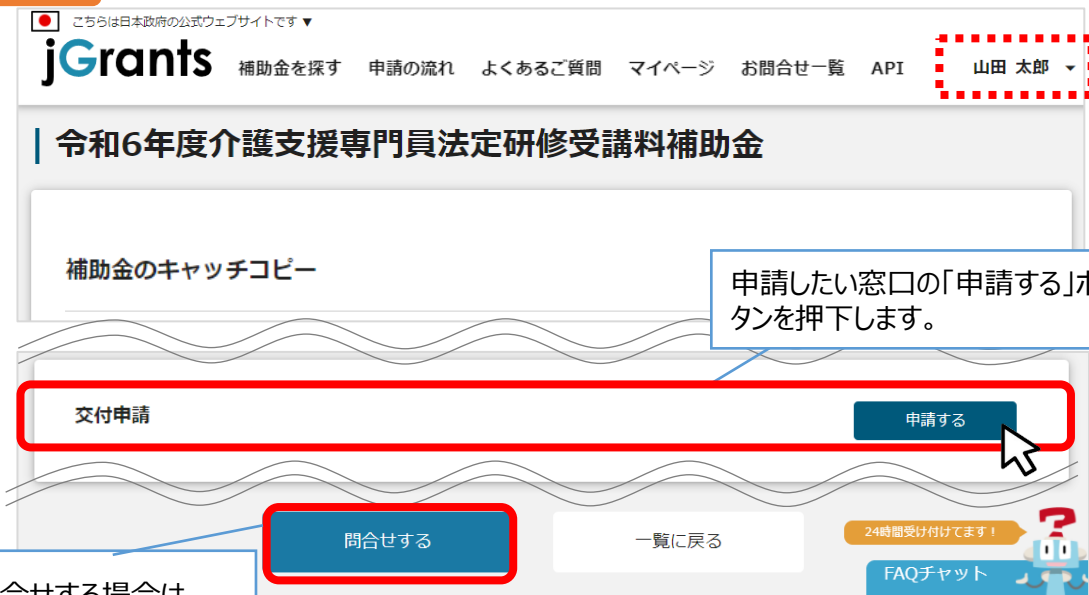 こちらは日本政府の公式ウェブサイトです ▼
jGrants 補助金を探す 申請の流れ よくあるご質問 マイページ お問合せ一覧 API 山田 太郎
令和6年度介護支援専門員法定研修受講料補助金
補助金のキャッチコピー
申請したい窓口の「申請する」ボ
タンを押下します。
交付申請 申請する
問合せする 一覧に戻る
24時間受け付けてます！
FAQチャット
合せする場合は